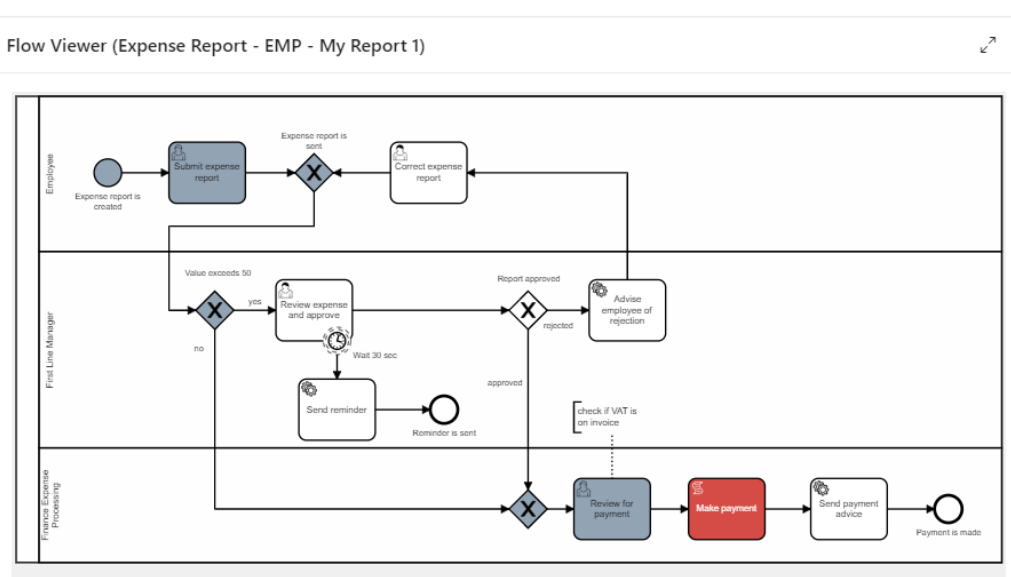 Flow Viewer (Expense Report - EMP - My Report 1)
Employee
Expense report is
created
Submit expense
report
Expense report is
sent
Correct expense
report
First Line Manager
Value exceeds 50
yes
no
Review expense
and approve
Wait 30 sec
Send reminder
Reminder is sent
Report approved
rejected
approved
Advise
employee of
rejection
check if VAT is
on invoice
Finance Expense
Processing
Review for
payment
Make payment
Send payment
advice
Payment is made